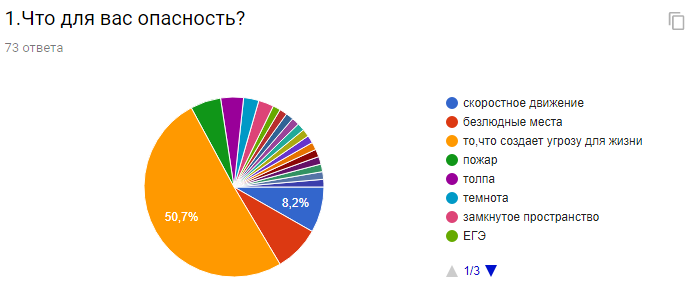 1.Что для вас опасность?
73 ответа
скоростное движение
безлюдные места
то,что создает угрозу для жизни
пожар
толпа
темнота
замкнутое пространство
ЕГЭ
1/3
50,7%
8,2%